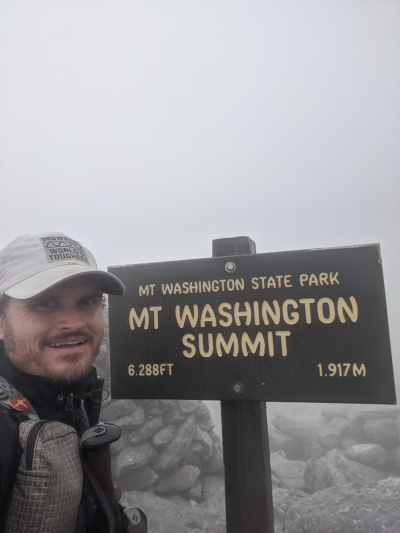 WORLD'S
TOUGHEST
MT WASHINGTON STATE PARK
MT WASHINGTON
SUMMIT
6.288FT
1.917M